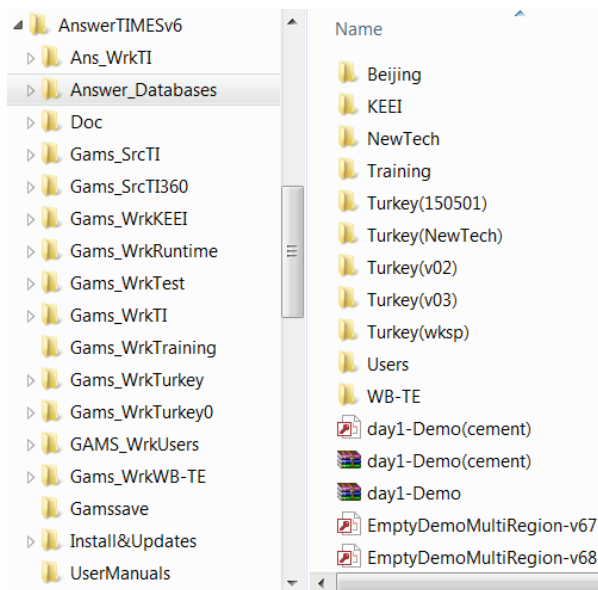 AnswerTIMESv6
Ans_WrkTI
Answer_Databases
Doc
Gams_SrcTI
Gams_SrcTI360
Gams_WrkKEEI
Gams_WrkRuntime
Gams_WrkTest
Gams_WrkTI
Gams_WrkTraining
Gams_WrkTurkey
Gams_WrkTurkey0
GAMS_WrkUsers
Gams_WrkWB-TE
Gamssave
Install&Updates
UserManuals
Name
Beijing
KEEI
NewTech
Training
Turkey(150501)
Turkey(NewTech)
Turkey(v02)
Turkey(v03)
Turkey(wksp)
Users
WB-TE
day1-Demo(cement)
day1-Demo(cement)
day1-Demo
EmptyDemoMultiRegion-v67
EmptyDemoMultiRegion-v68